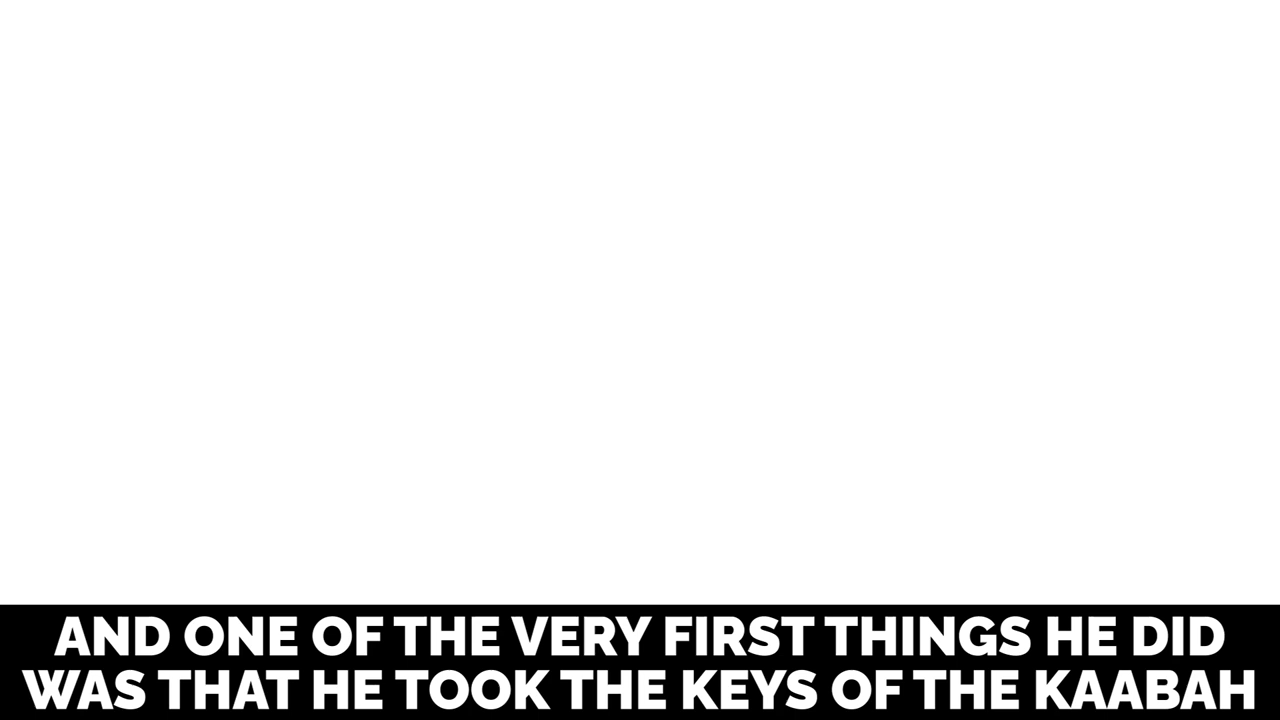 AND ONE OF THE VERY FIRST THINGS HE DID
WAS THAT HE TOOK THE KEYS OF THE KAABAH